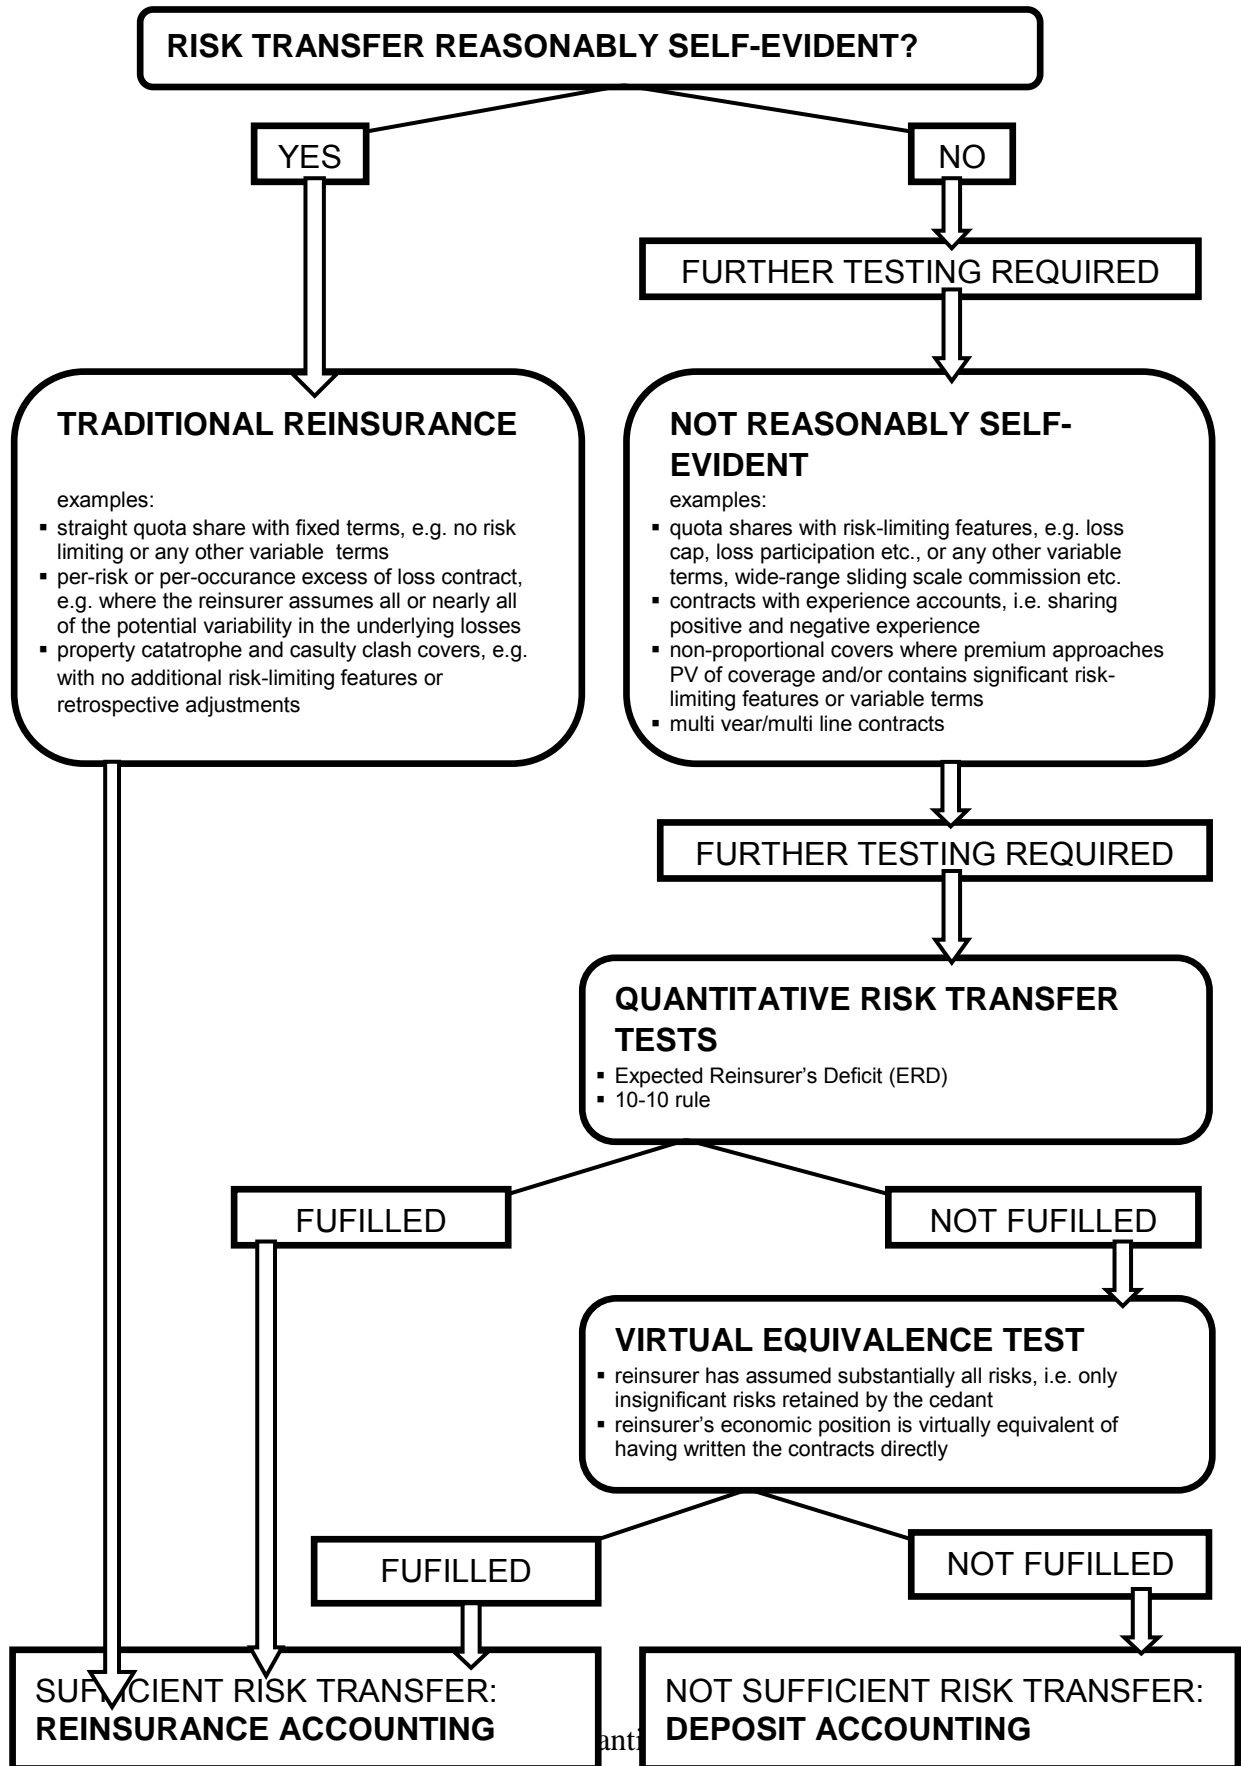 RISK TRANSFER REASONABLY SELF-EVIDENT?
YES
NO
FURTHER TESTING REQUIRED
TRADITIONAL REINSURANCE
examples:
▪ straight quota share with fixed terms, e.g. no risk
limiting or any other variable terms
▪ per-risk or per-occurance excess of loss contract,
e.g. where the reinsurer assumes all or nearly all
of the potential variability in the underlying losses
▪ property catatrophe and casulty clash covers, e.g.
with no additional risk-limiting features or
retrospective adjustments
NOT REASONABLY SELF-
EVIDENT
examples:
▪ quota shares with risk-limiting features, e.g. loss
cap, loss participation etc., or any other variable
terms, wide-range sliding scale commission etc.
▪ contracts with experience accounts, i.e. sharing
positive and negative experience
▪ non-proportional covers where premium approaches
PV of coverage and/or contains significant risk-
limiting features or variable terms
▪ multi year/multi line contracts
FURTHER TESTING REQUIRED
QUANTITATIVE RISK TRANSFER
TESTS
▪ Expected Reinsurer's Deficit (ERD)
▪ 10-10 rule
FUFILLED
NOT FUFILLED
VIRTUAL EQUIVALENCE TEST
▪ reinsurer has assumed substantially all risks, i.e. only
insignificant risks retained by the cedant
▪ reinsurer's economic position is virtually equivalent of
having written the contracts directly
FUFILLED
NOT FUFILLED
SUFFICIENT RISK TRANSFER:
REINSURANCE ACCOUNTING
NOT SUFFICIENT RISK TRANSFER:
DEPOSIT ACCOUNTING